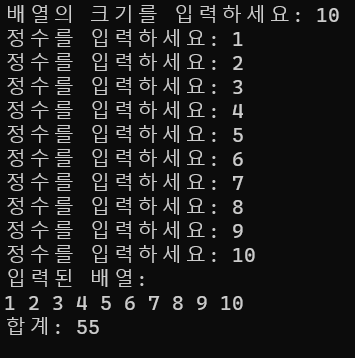 배열의 크기를 입력하세요: 10
정수를 입력하세요: 1
정수를 입력하세요: 2
정수를 입력하세요: 3
정수를 입력하세요: 4
정수를 입력하세요: 5
정수를 입력하세요: 6
정수를 입력하세요: 7
정수를 입력하세요: 8
정수를 입력하세요: 9
정수를 입력하세요: 10
입력된 배열:
1 2 3 4 5 6 7 8 9 10
합계: 55